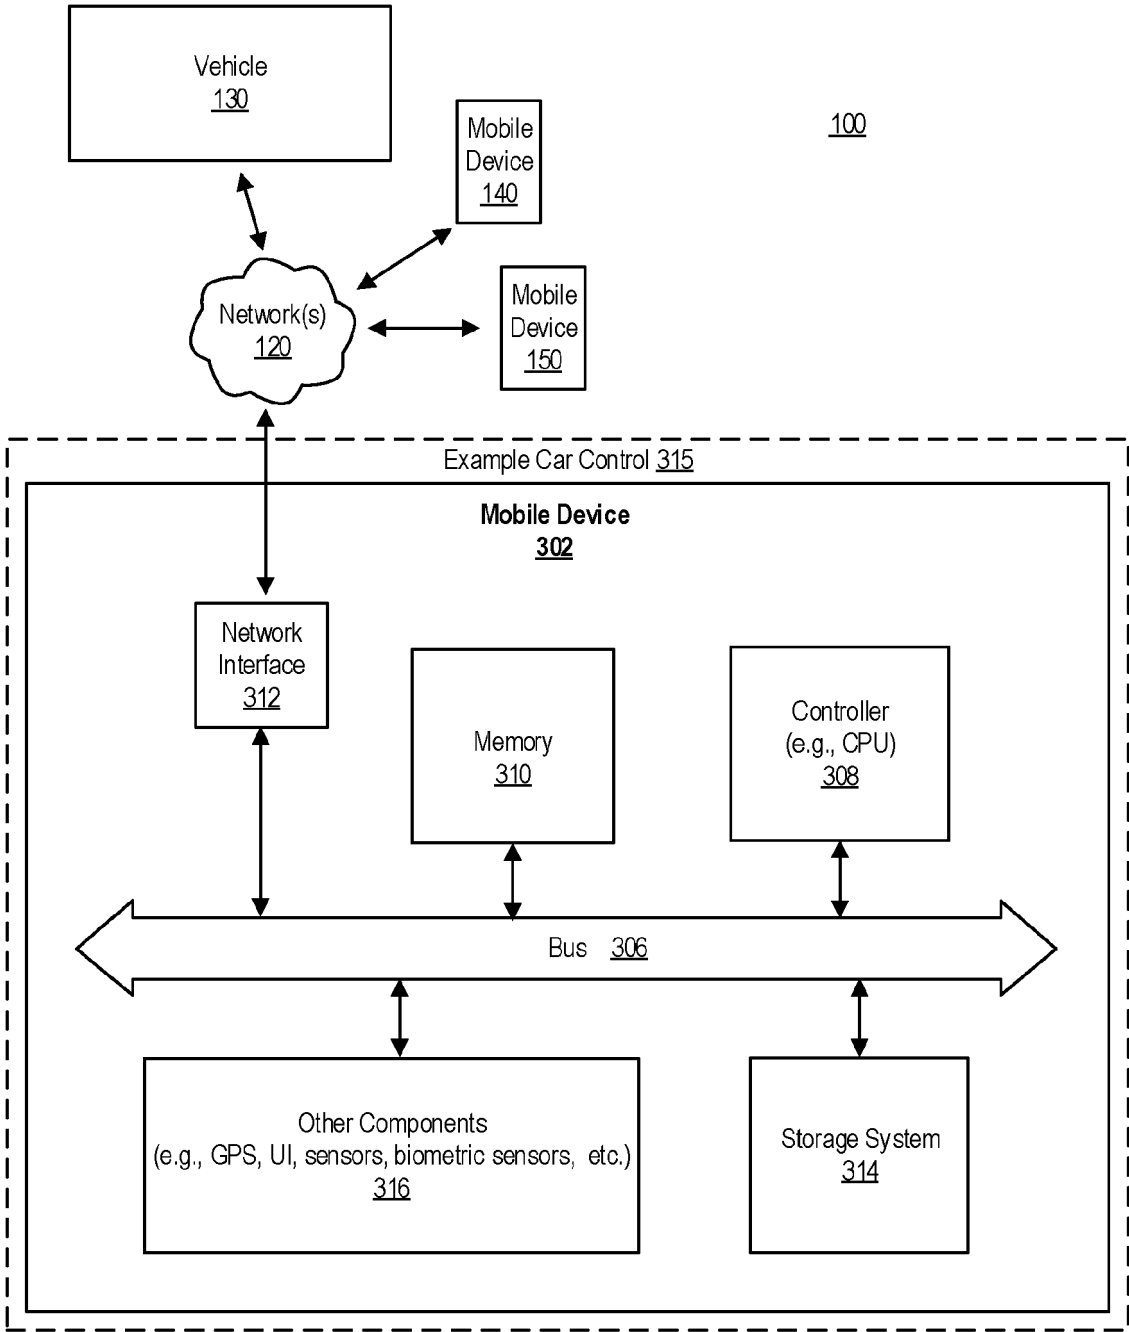 Vehicle
130
100
Mobile
Device
140
Network(s)
120
Mobile
Device
150
Example Car Control 315
Mobile Device
302
Network
Interface
312
Memory
310
Controller
(e.g., CPU)
308
Bus 306
Other Components
(e.g., GPS, UI, sensors, biometric sensors, etc.)
316
Storage System
314